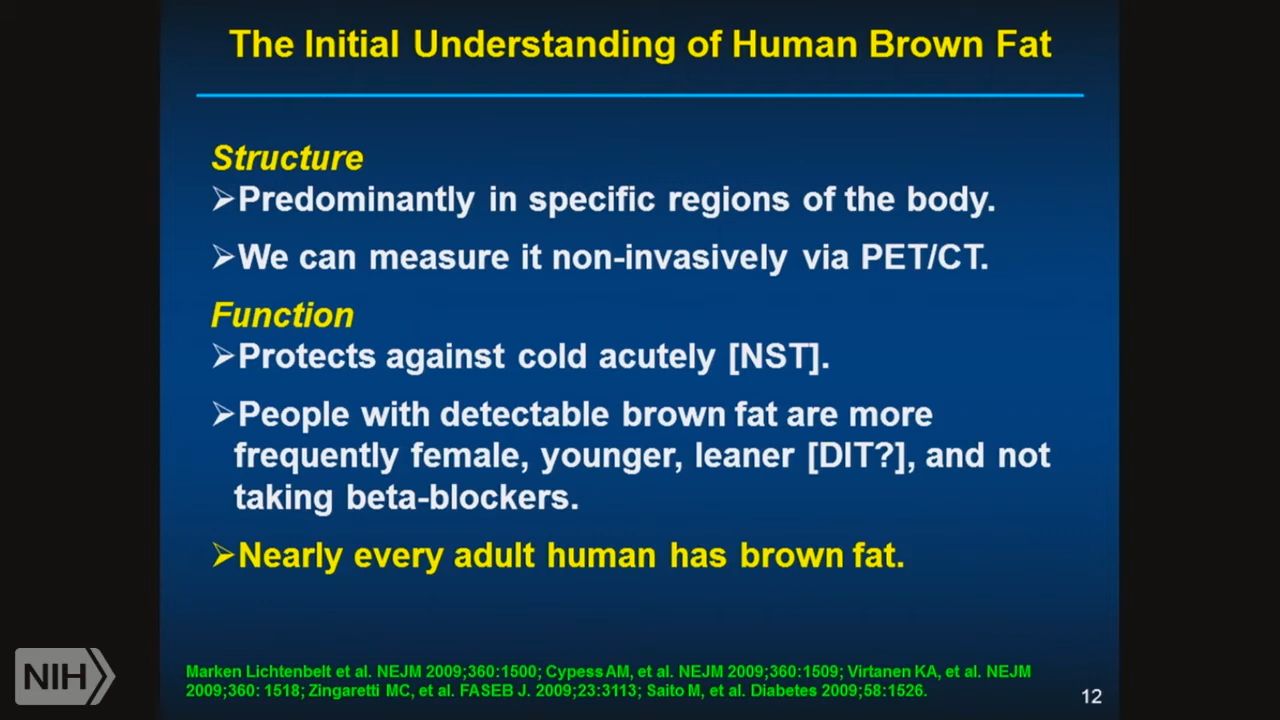 The Initial Understanding of Human Brown Fat
Structure
➢Predominantly in specific regions of the body.
➢We can measure it non-invasively via PET/CT.
Function
➢Protects against cold acutely [NST].
➢People with detectable brown fat are more
frequently female, younger, leaner [DIT?], and not
taking beta-blockers.
➢Nearly every adult human has brown fat.
Marken Lichtenbelt et al. NEJM 2009;360:1500; Cypess AM, et al. NEJM 2009;360:1509; Virtanen KA, et al. NEJM
2009;360: 1518; Zingaretti MC, et al. FASEB J. 2009;23:3113; Saito M, et al. Diabetes 2009;58:1526.
12
NIH